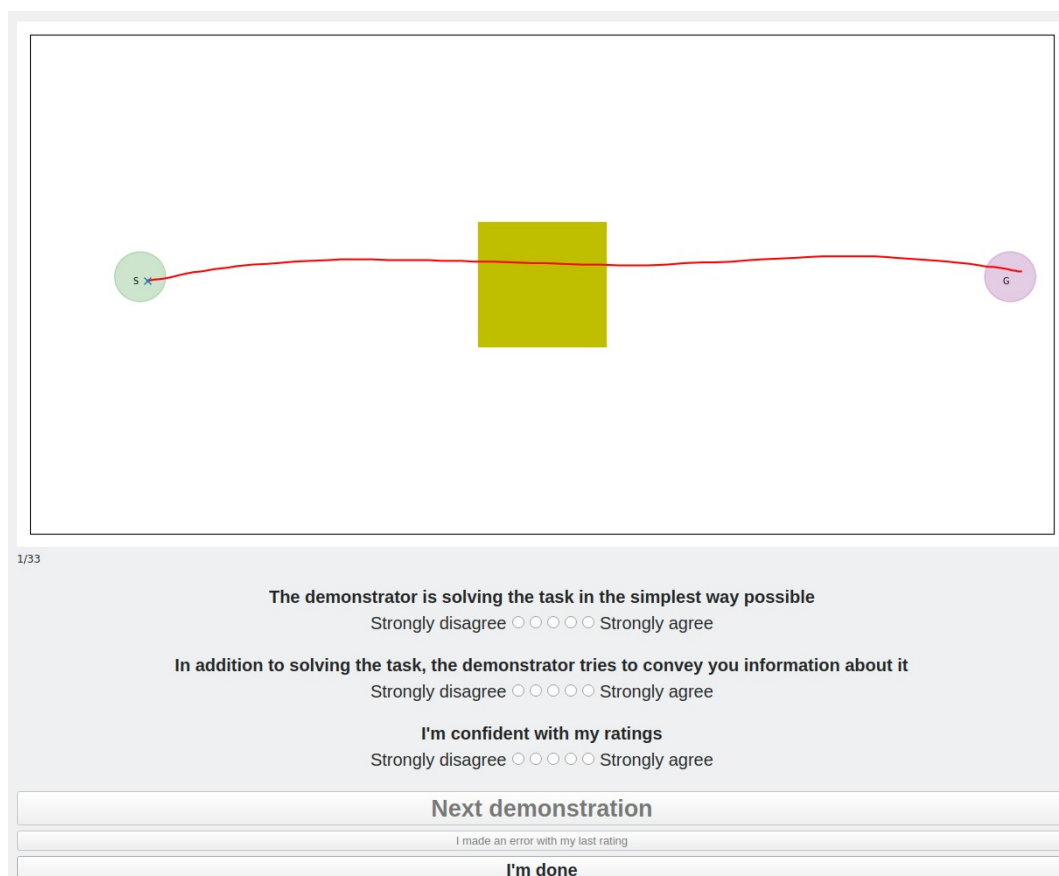 S
G
1/33
The demonstrator is solving the task in the simplest way possible
Strongly disagree Strongly agree
In addition to solving the task, the demonstrator tries to convey you information about it
Strongly disagree Strongly agree
I'm confident with my ratings
Strongly disagree Strongly agree
Next demonstration
I made an error with my last rating
I'm done